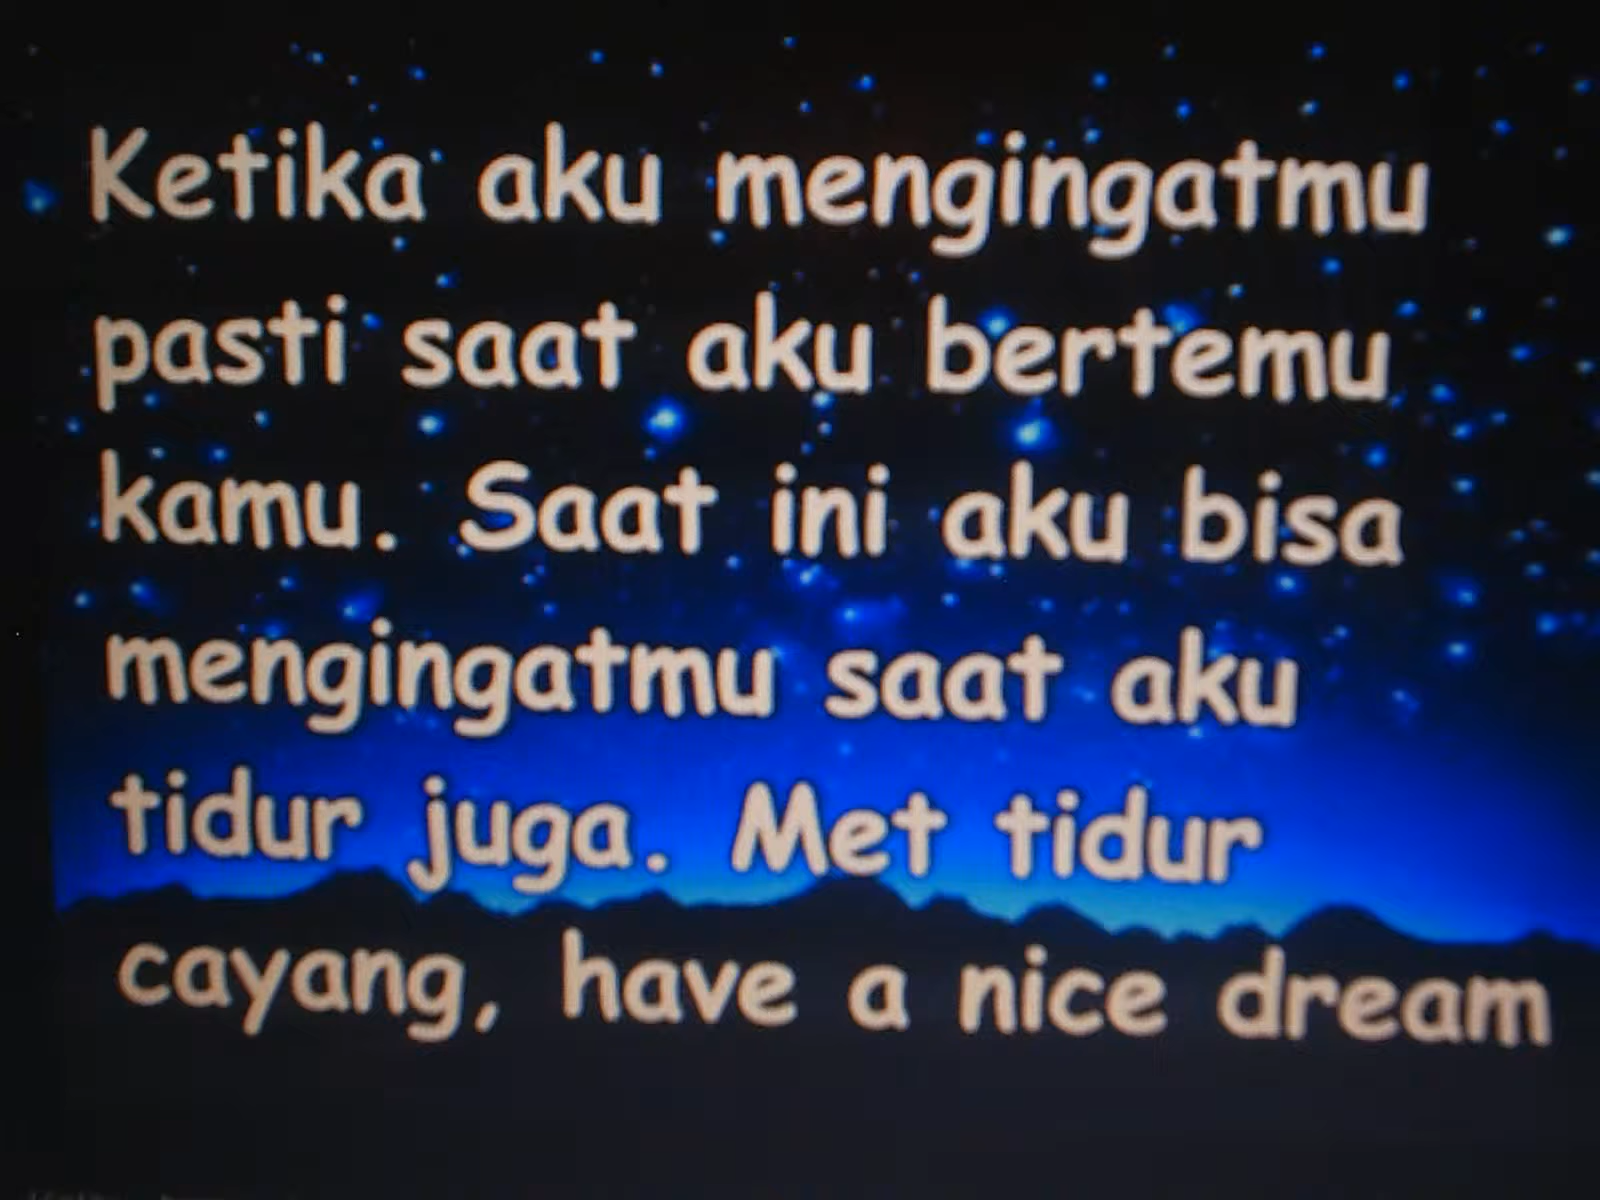 Ketika aku mengingatmu
pasti saat aku bertemu
kamu. Saat ini aku bisa
mengingatmu saat aku
tidur juga. Met tidur
cayang, have a nice dream